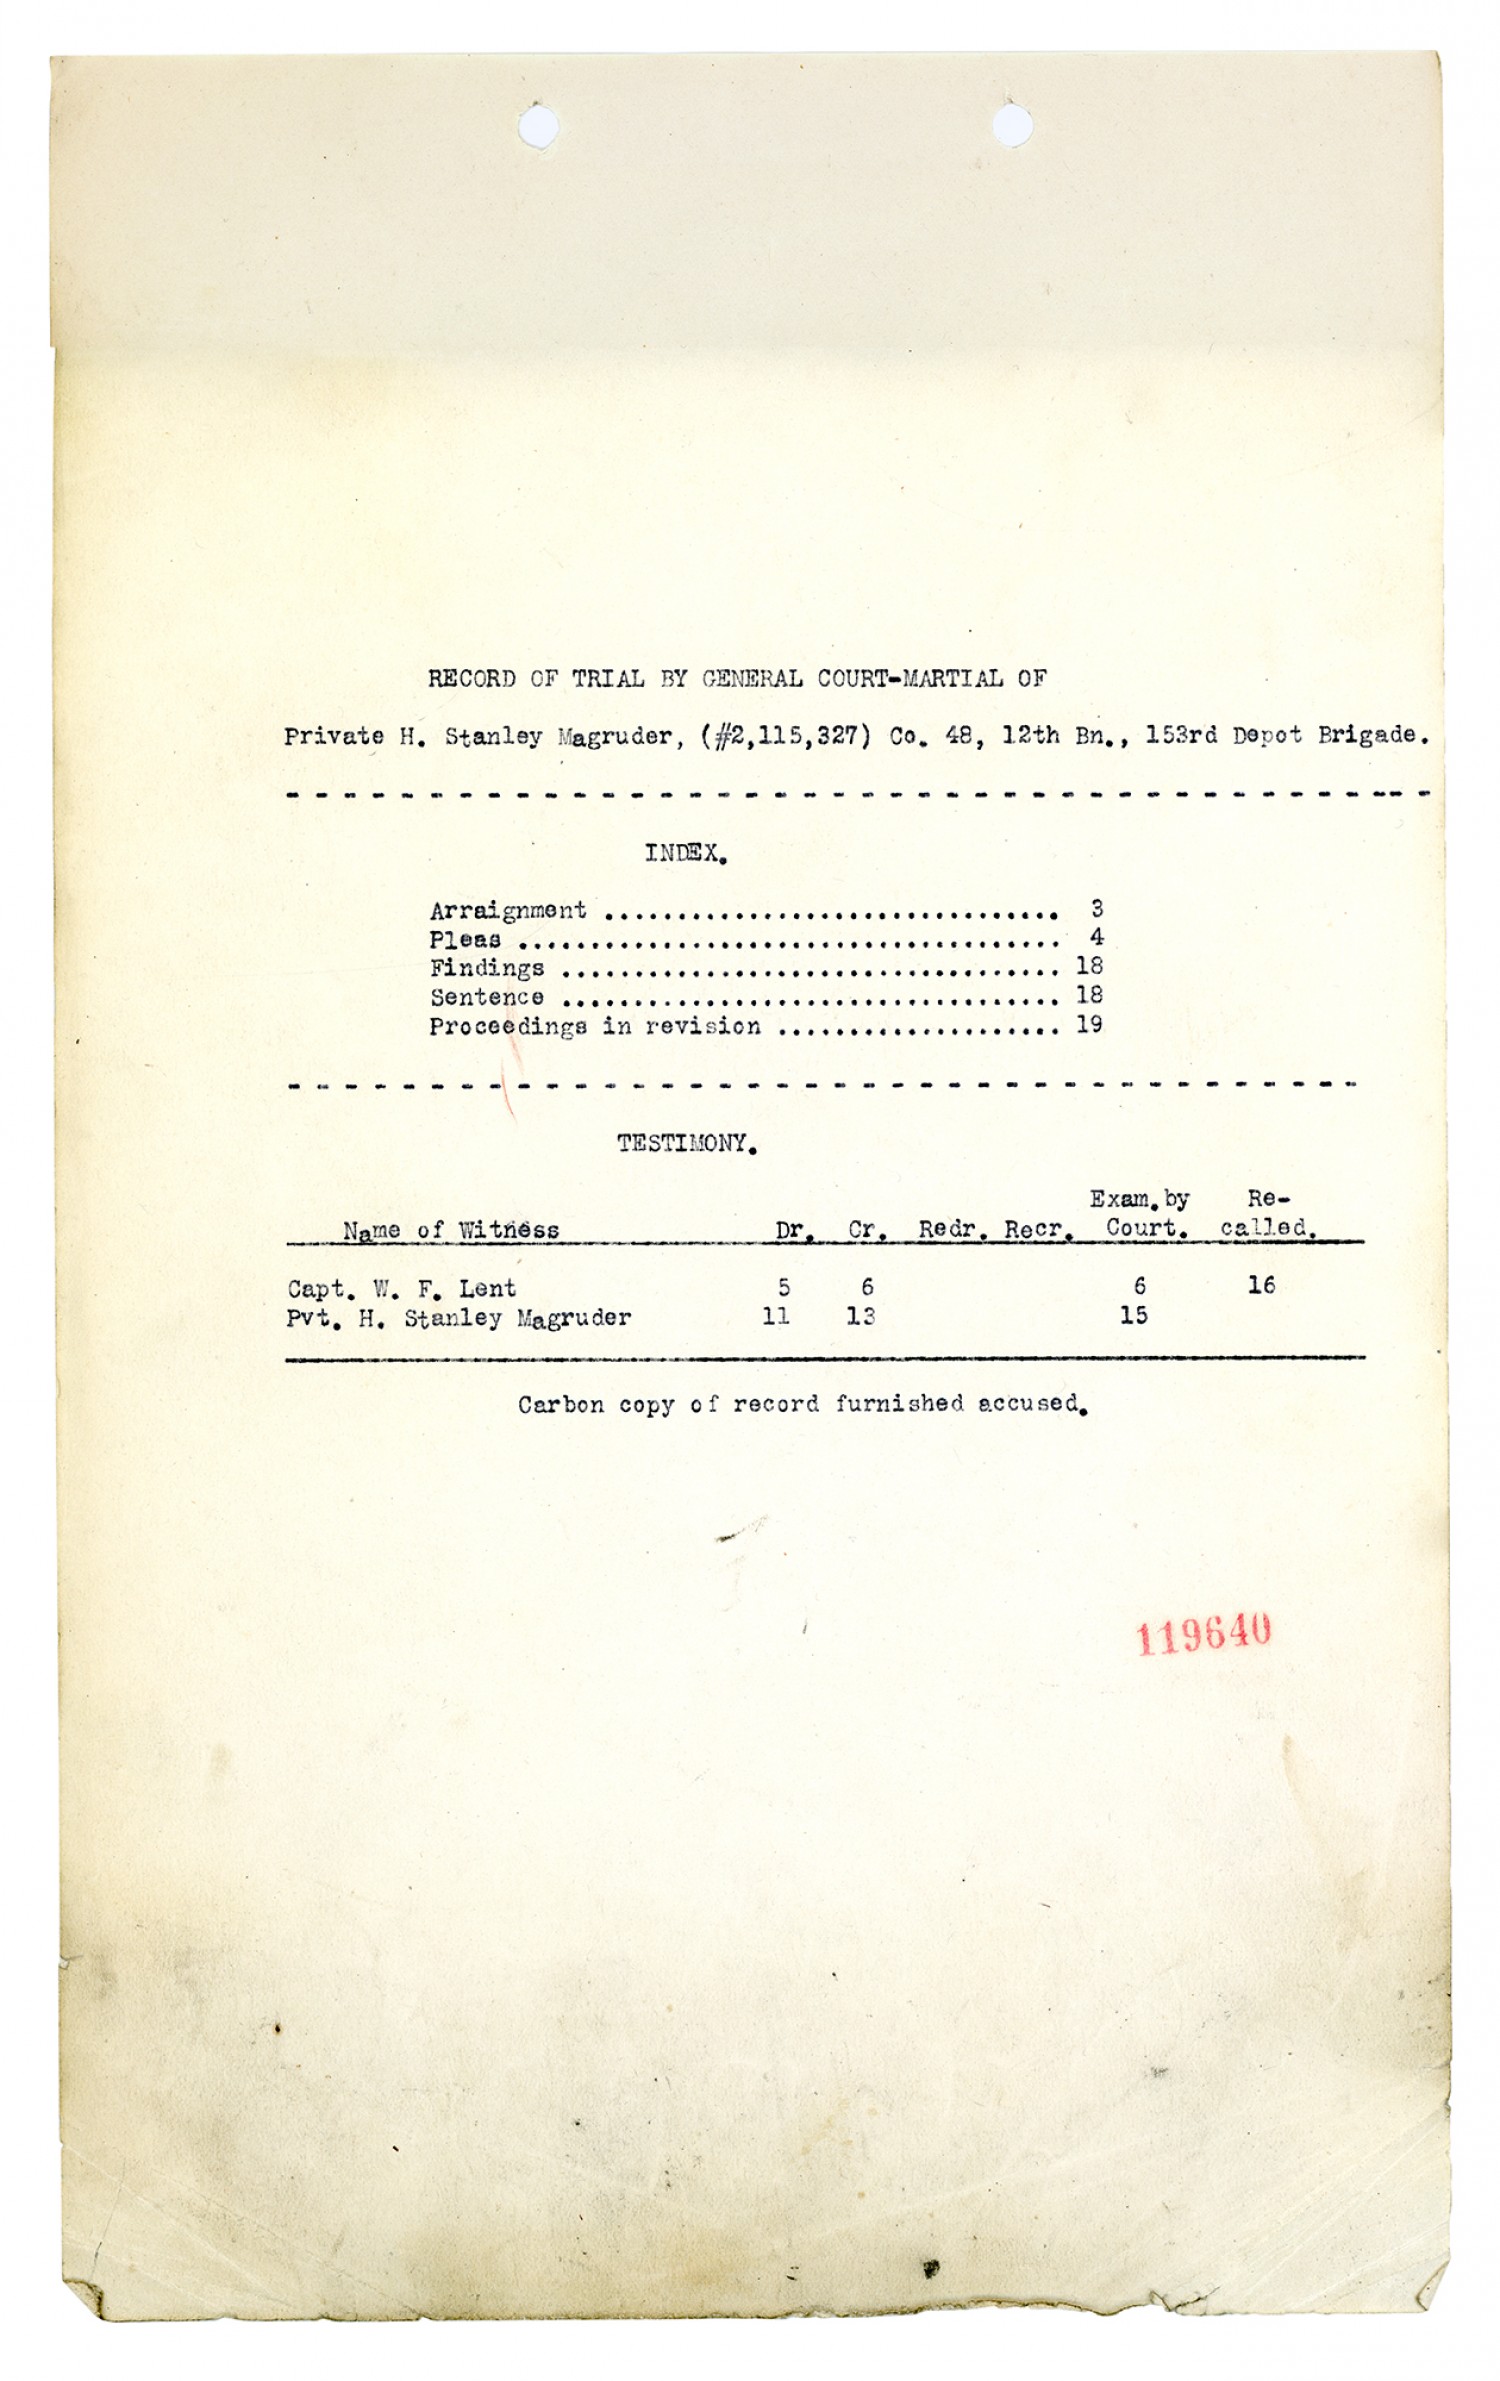 RECORD OF TRIAL BY GENERAL COURT-MARTIAL OF
Private H. Stanley Magruder, (#2,115,327) Co. 48, 12th Bn., 153rd Depot Brigade.
- - - - - - - - - - - - - - - - - - - - - - - - - - - - - - - - - - - - - - -- -
INDEX.
Arraignment ................................ 3
Pleas ...................................... 4
Findings ................................... 18
Sentence ................................... 18
Proceedings in revision .................... 19
- - - - - - - - - - - - - - - - - - - - - - - - - - - - - - - - - - - - - -
TESTIMONY.
Exam.by Re-
Name of Witness Dr. Cr. Redr. Recr. Court. called.
Capt. W. F. Lent 5 6 6 16
Pvt. H. Stanley Magruder 11 13 15
Carbon copy of record furnished accused.
119640